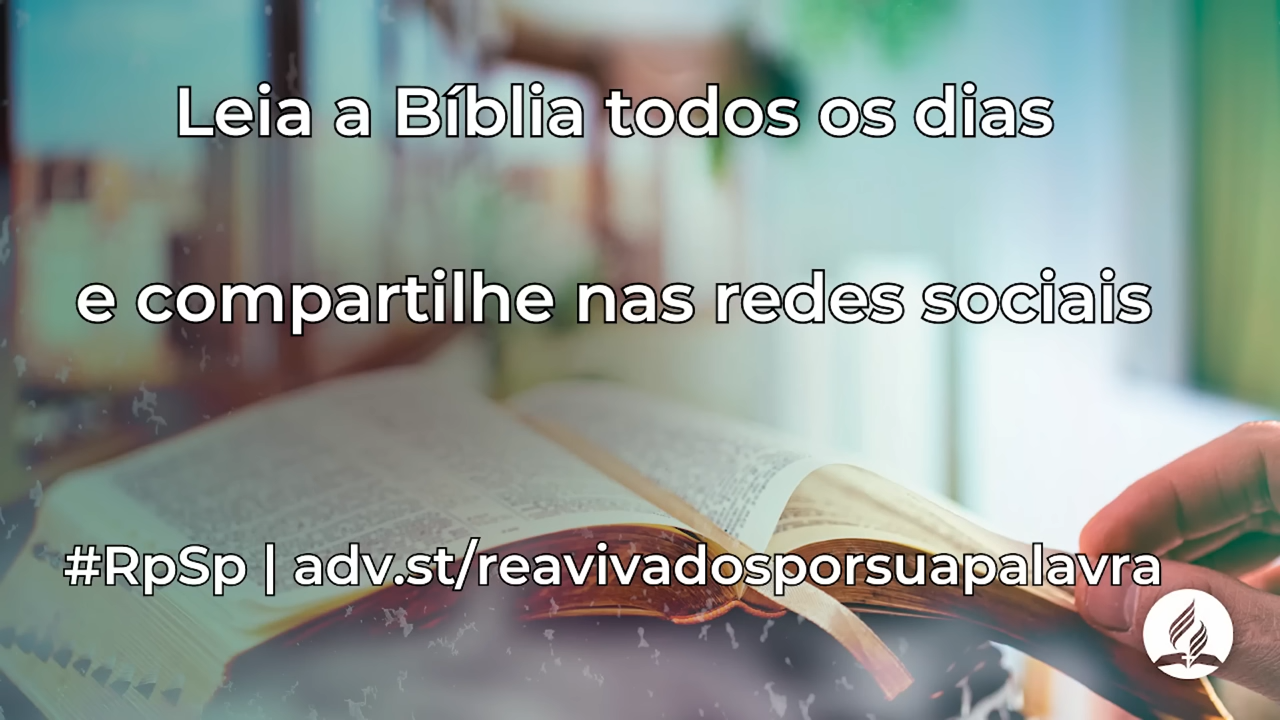 Leia a Bíblia todos os dias
e compartilhe nas redes sociais
#RpSp | adv.st/reavivadosporsuapalavra